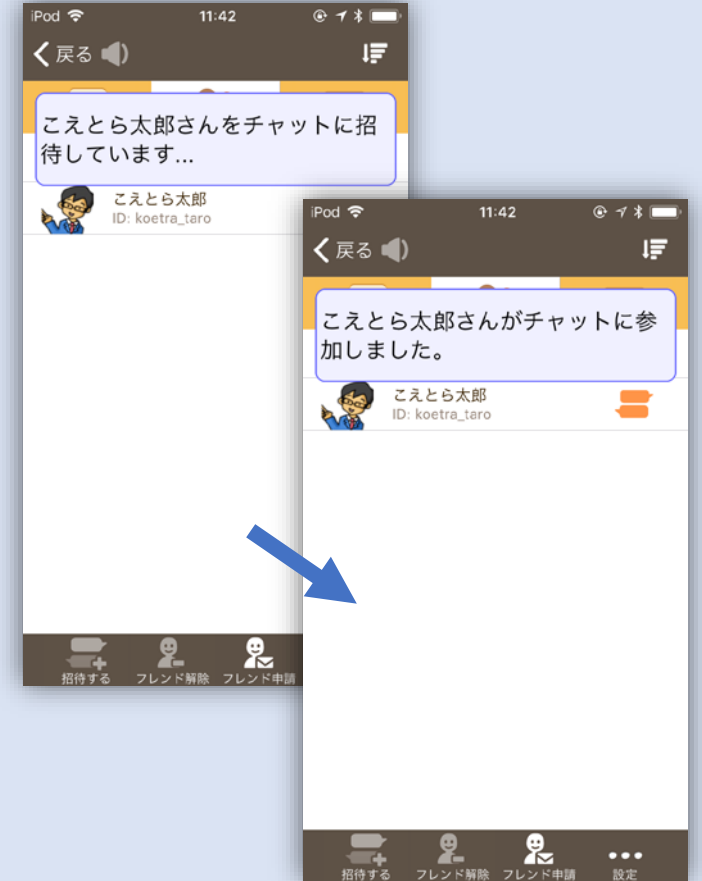 iPod 11:42
戻る
こえとら太郎さんをチャットに招
待しています...
こえとら太郎
ID: koetra_taro
招待する フレンド解除 フレンド申請
iPod 11:42
戻る
こえとら太郎さんがチャットに参
加しました。
こえとら太郎
ID: koetra_taro
招待する フレンド解除 フレンド申請 設定